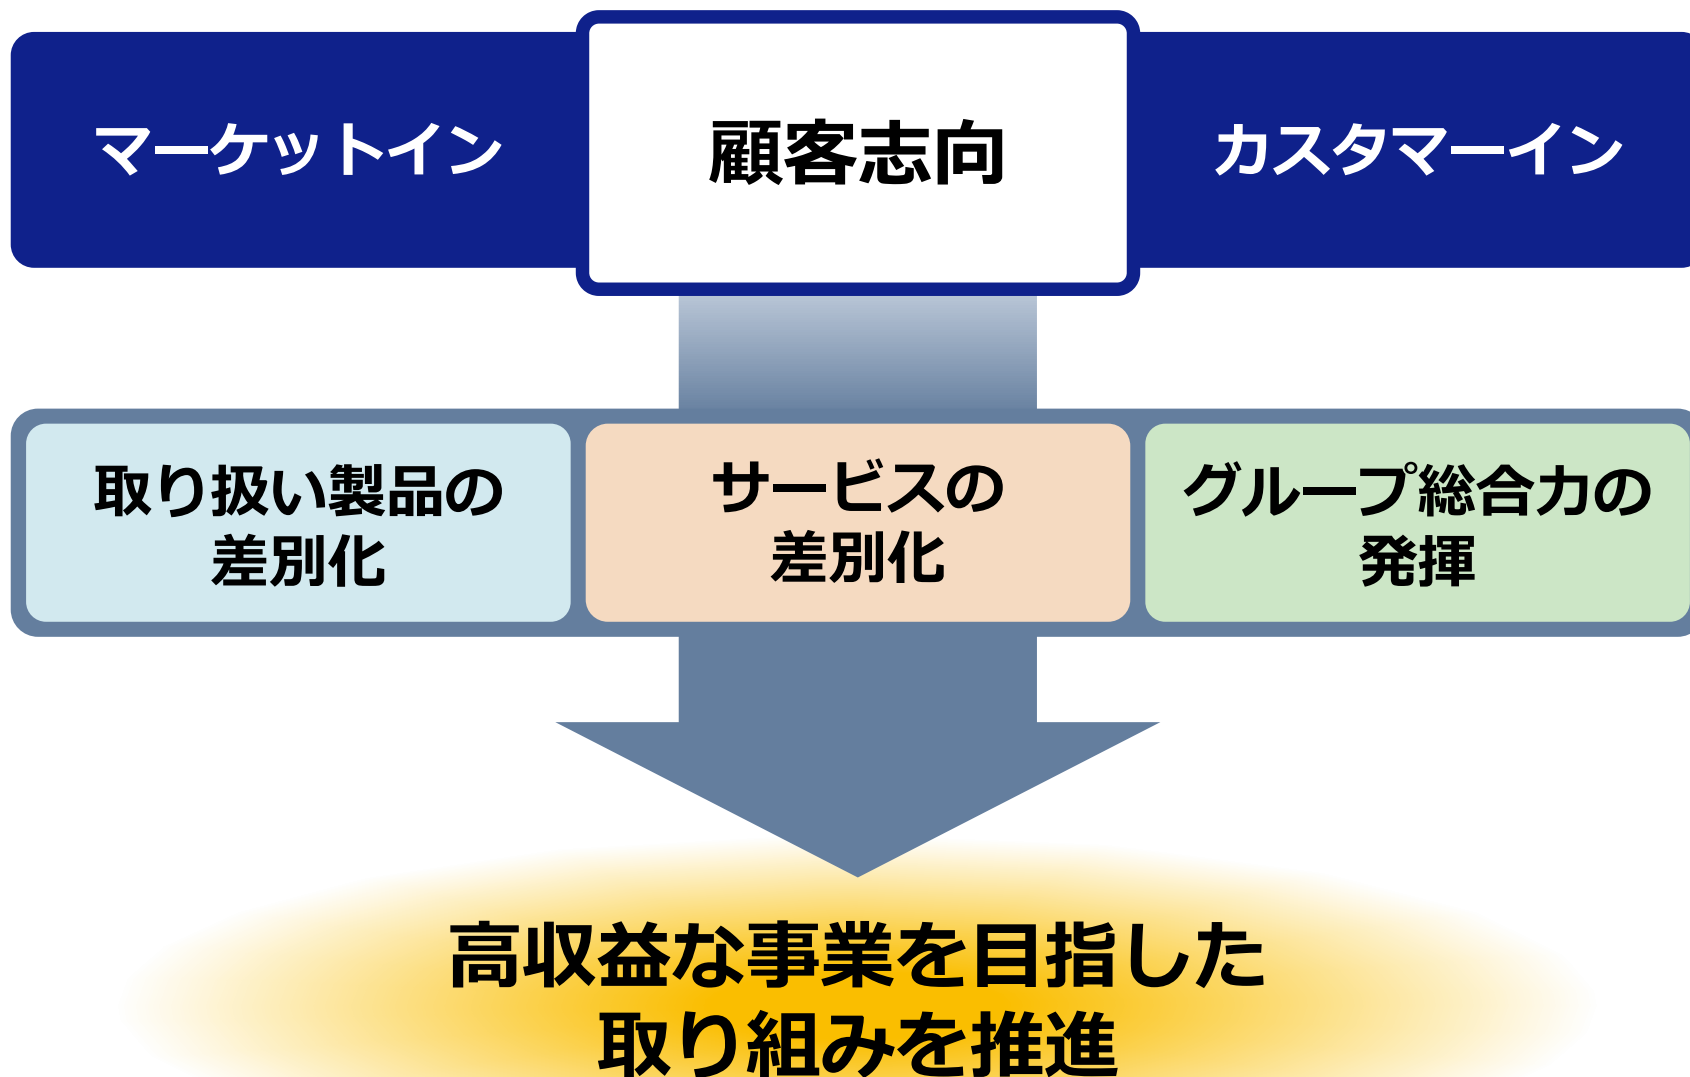 マーケットイン
顧客志向
カスタマーイン
取り扱い製品の
差別化
サービスの
差別化
グループ総合力の
発揮
高収益な事業を目指した
取り組みを推進